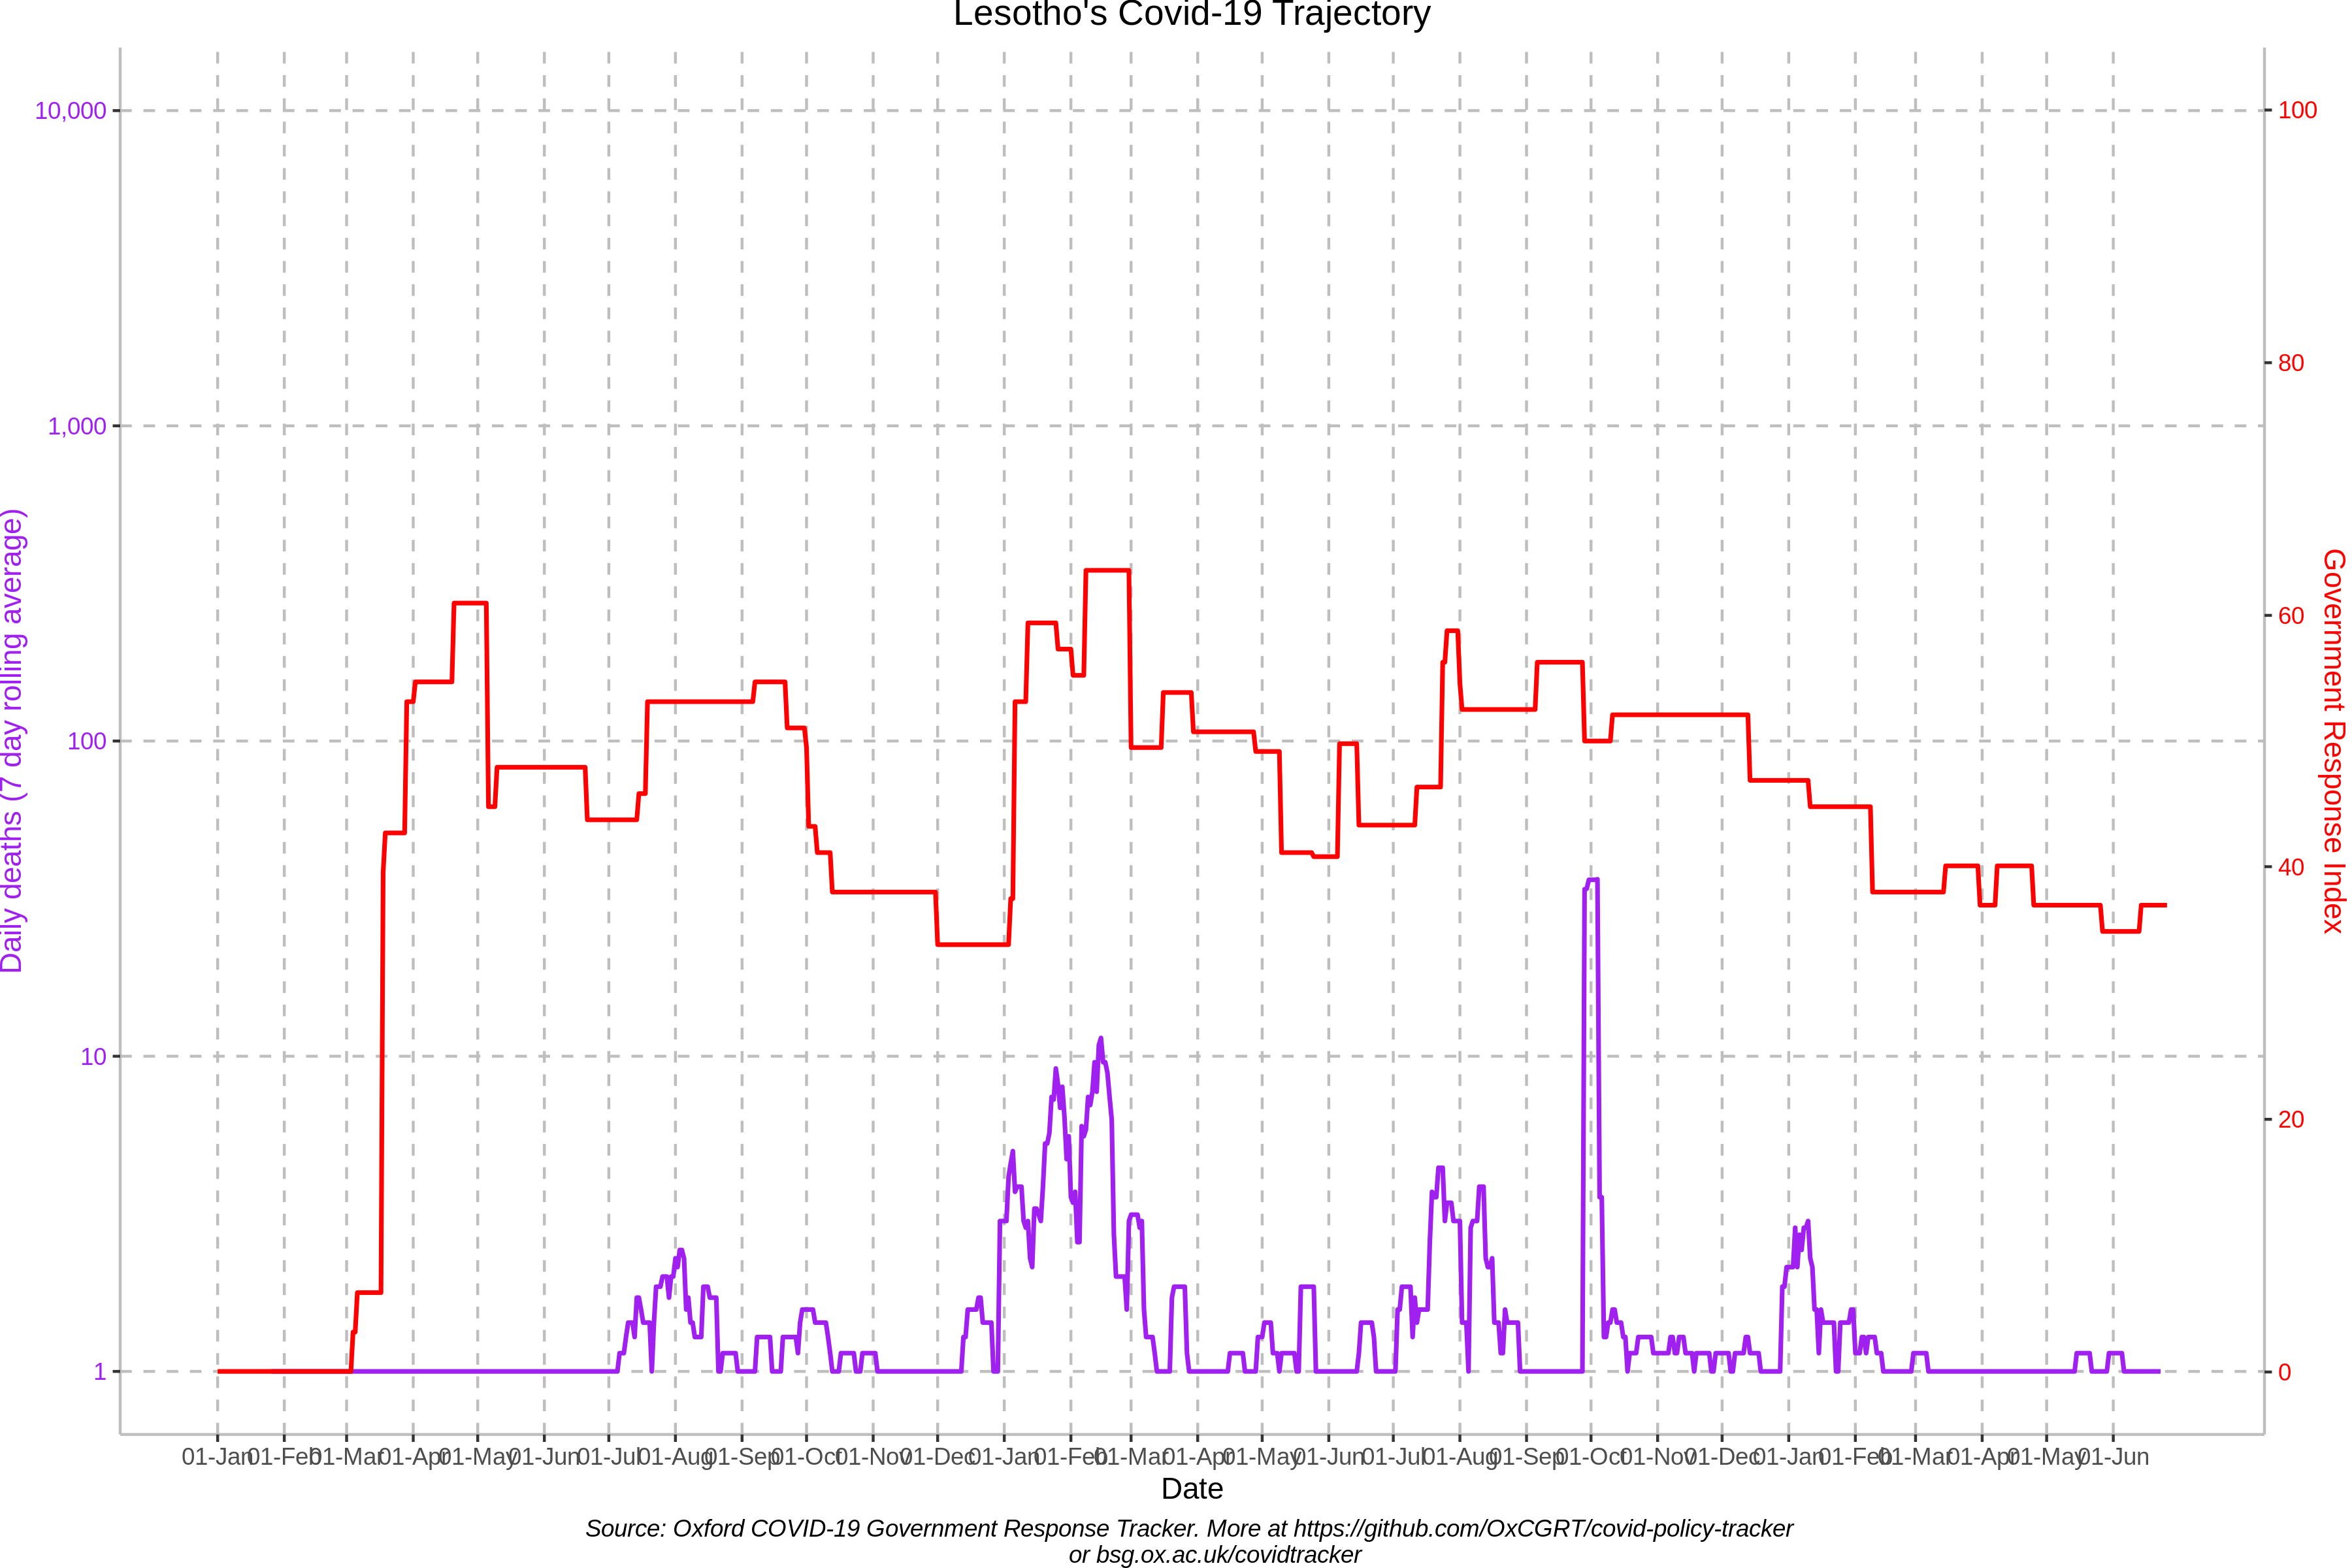 Lesotho's Covid-19 Trajectory
10,000
1,000
100
10
1
Daily deaths (7 day rolling average)
100
80
60
40
20
0
Government Response Index
01-Jan 01-Feb 01-Mar 01-Apr 01-May 01-Jun 01-Jul 01-Aug 01-Sep 01-Oct 01-Nov 01-Dec 01-Jan 01-Feb 01-Mar 01-Apr 01-May 01-Jun 01-Jul 01-Aug 01-Sep 01-Oct 01-Nov 01-Dec 01-Jan 01-Feb 01-Mar 01-Apr 01-May 01-Jun
Date
Source: Oxford COVID-19 Government Response Tracker. More at https://github.com/OxCGRT/covid-policy-tracker
or bsg.ox.ac.uk/covidtracker